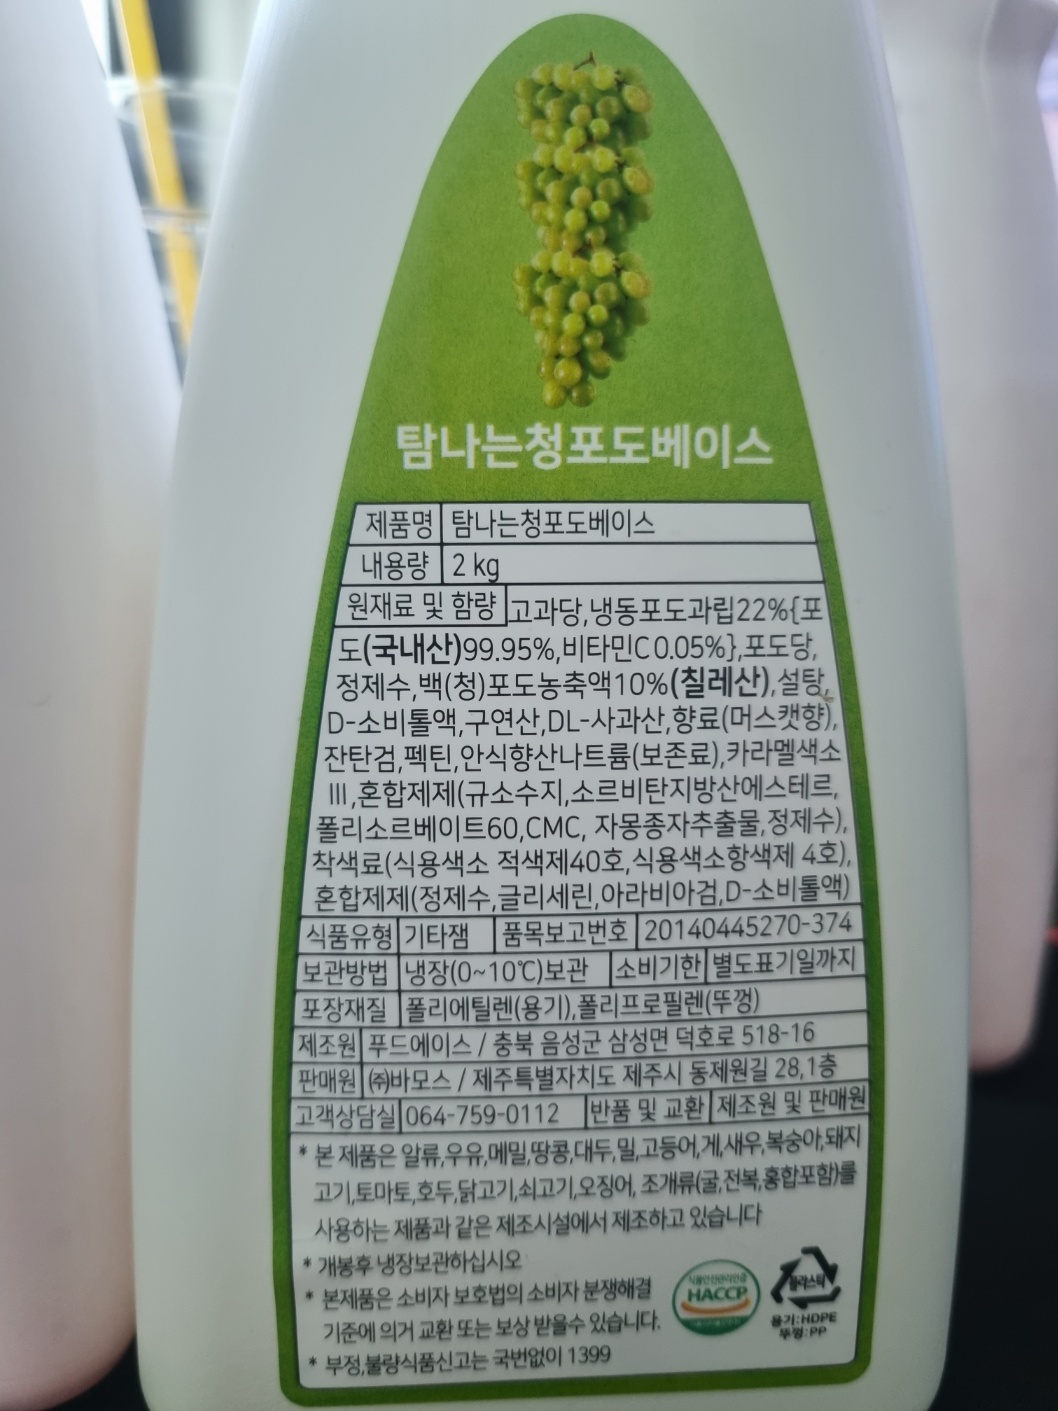 탐나는청포도베이스
제품명 탐나는청포도베이스
내용량 2 kg
원재료 및 함량 고과당,냉동포도과립22%{포
도(국내산)99.95%,비타민C 0.05%},포도당,
정제수,백(청)포도농축액10%(칠레산),설탕,
D-소비톨액,구연산,DL-사과산,향료(머스캣향),
잔탄검,펙틴,안식향산나트륨(보존료),카라멜색소
III,혼합제제(규소수지,소르비탄지방산에스테르,
폴리소르베이트60,CMC, 자몽종자추출물,정제수),
착색료(식용색소 적색제40호,식용색소황색제 4호),
혼합제제(정제수,글리세린,아라비아검,D-소비톨액)
식품유형 기타잼 품목보고번호 20140445270-374
보관방법 냉장(0~10℃)보관 소비기한 별도표기일까지
포장재질 폴리에틸렌(용기),폴리프로필렌(뚜껑)
제조원 푸드에이스 / 충북 음성군 삼성면 덕호로 518-16
판매원 ㈜바모스 / 제주특별자치도 제주시 동제원길 28,1층
고객상담실 064-759-0112 반품 및 교환 제조원 및 판매원
* 본 제품은 알류,우유,메밀,땅콩,대두,밀,고등어,게,새우,복숭아,돼지
고기,토마토,호두,닭고기,쇠고기,오징어, 조개류(굴,전복,홍합포함)를
사용하는 제품과 같은 제조시설에서 제조하고 있습니다
* 개봉후 냉장보관하십시오
* 본제품은 소비자 보호법의 소비자 분쟁해결
기준에 의거 교환 또는 보상 받을수 있습니다.
* 부정,불량식품신고는 국번없이 1399
HACCP
플라스틱
용기:HDPE
뚜껑:PP